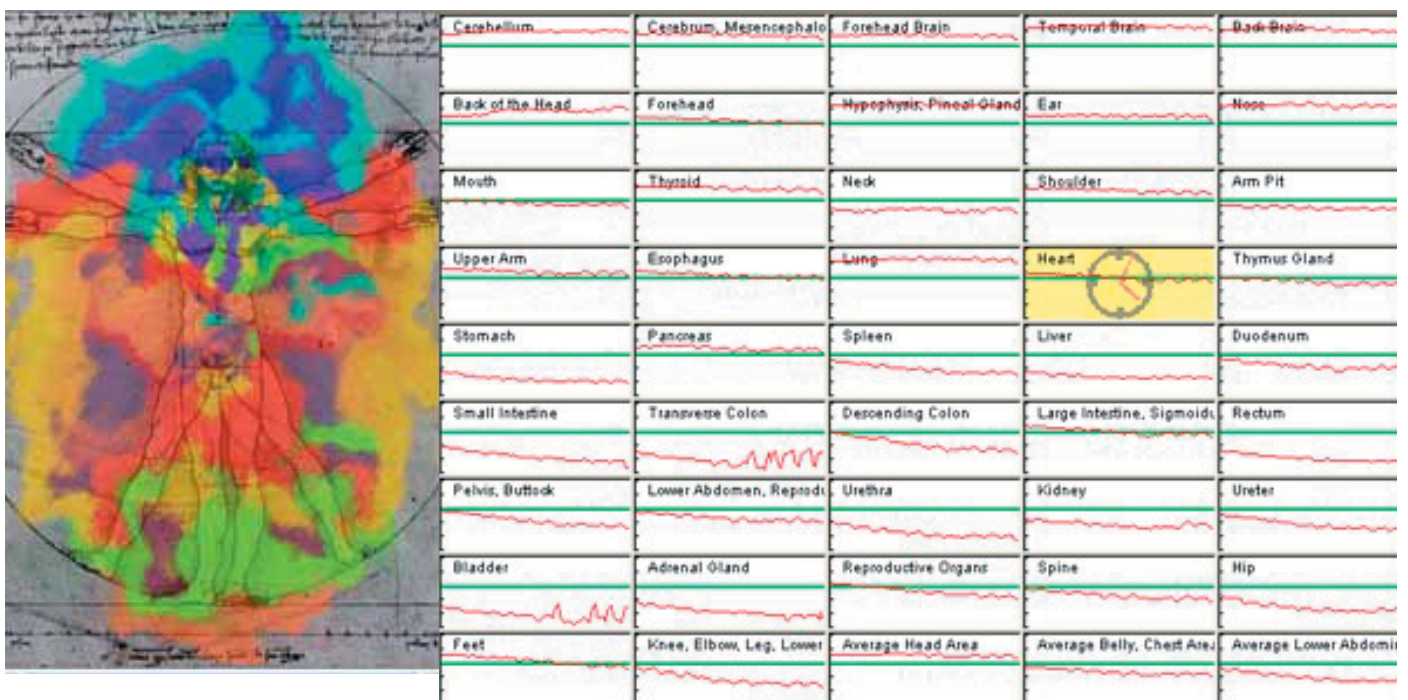 Cerebellum
Cerebrum, Mesencephalo
Forehead Brain
Temporal Brain
Back Brain
Back of the Head
Forehead
Hypophysis, Pineal Gland
Ear
Nose
Mouth
Thyroid
Neck
Shoulder
Arm Pit
Upper Arm
Esophagus
Lung
Heart
Thymus Gland
Stomach
Pancreas
Spleen
Liver
Duodenum
Small Intestine
Transverse Colon
Descending Colon
Large Intestine, Sigmoidu
Rectum
Pelvis, Buttock
Lower Abdomen, Reprodu
Urethra
Kidney
Ureter
Bladder
Adrenal Gland
Reproductive Organs
Spine
Hip
Feet
Knee, Elbow, Leg, Lower
Average Head Area
Average Belly, Chest Area
Average Lower Abdomin